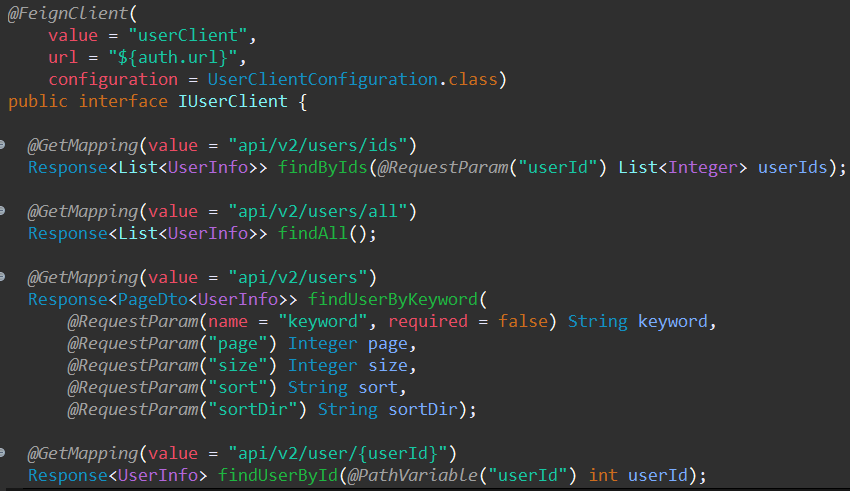 @FeignClient(
    value = "userClient",
    url = "${auth.url}",
    configuration = UserClientConfiguration.class)
public interface IUserClient {
  @GetMapping(value = "api/v2/users/ids")
  Response<List<UserInfo>> findByIds(@RequestParam("userId") List<Integer> userIds);
  @GetMapping(value = "api/v2/users/all")
  Response<List<UserInfo>> findAll();
  @GetMapping(value = "api/v2/users")
  Response<PageDto<UserInfo>> findUserByKeyword(
      @RequestParam(name = "keyword", required = false) String keyword,
      @RequestParam("page") Integer page,
      @RequestParam("size") Integer size,
      @RequestParam("sort") String sort,
      @RequestParam("sortDir") String sortDir);
  @GetMapping(value = "api/v2/user/{userId}")
  Response<UserInfo> findUserById(@PathVariable("userId") int userId);